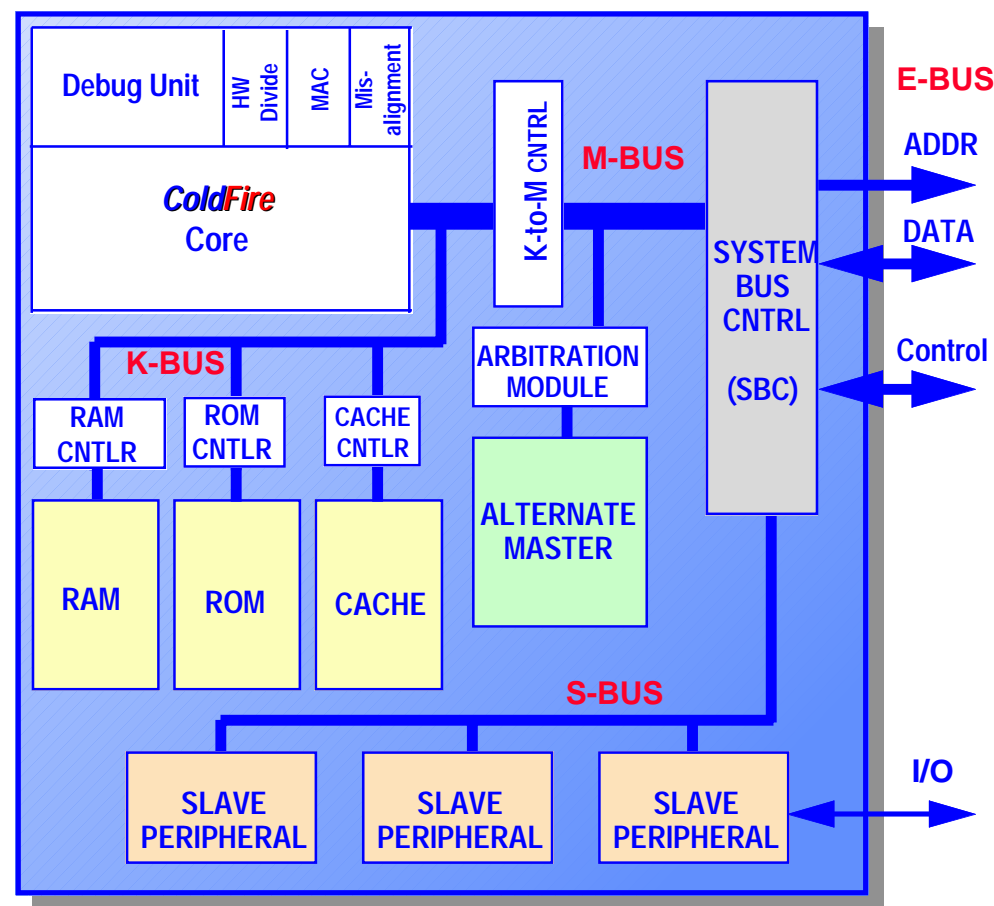 Debug Unit
HW
Divide
MAC
Mis-
alignment
ColdFire
Core
K-to-M CNTRL
M-BUS
SYSTEM
BUS
CNTRL
(SBC)
E-BUS
ADDR
DATA
Control
K-BUS
RAM
CNTLR
ROM
CNTLR
CACHE
CNTLR
ARBITRATION
MODULE
RAM
ROM
CACHE
ALTERNATE
MASTER
S-BUS
SLAVE
PERIPHERAL
SLAVE
PERIPHERAL
SLAVE
PERIPHERAL
I/O